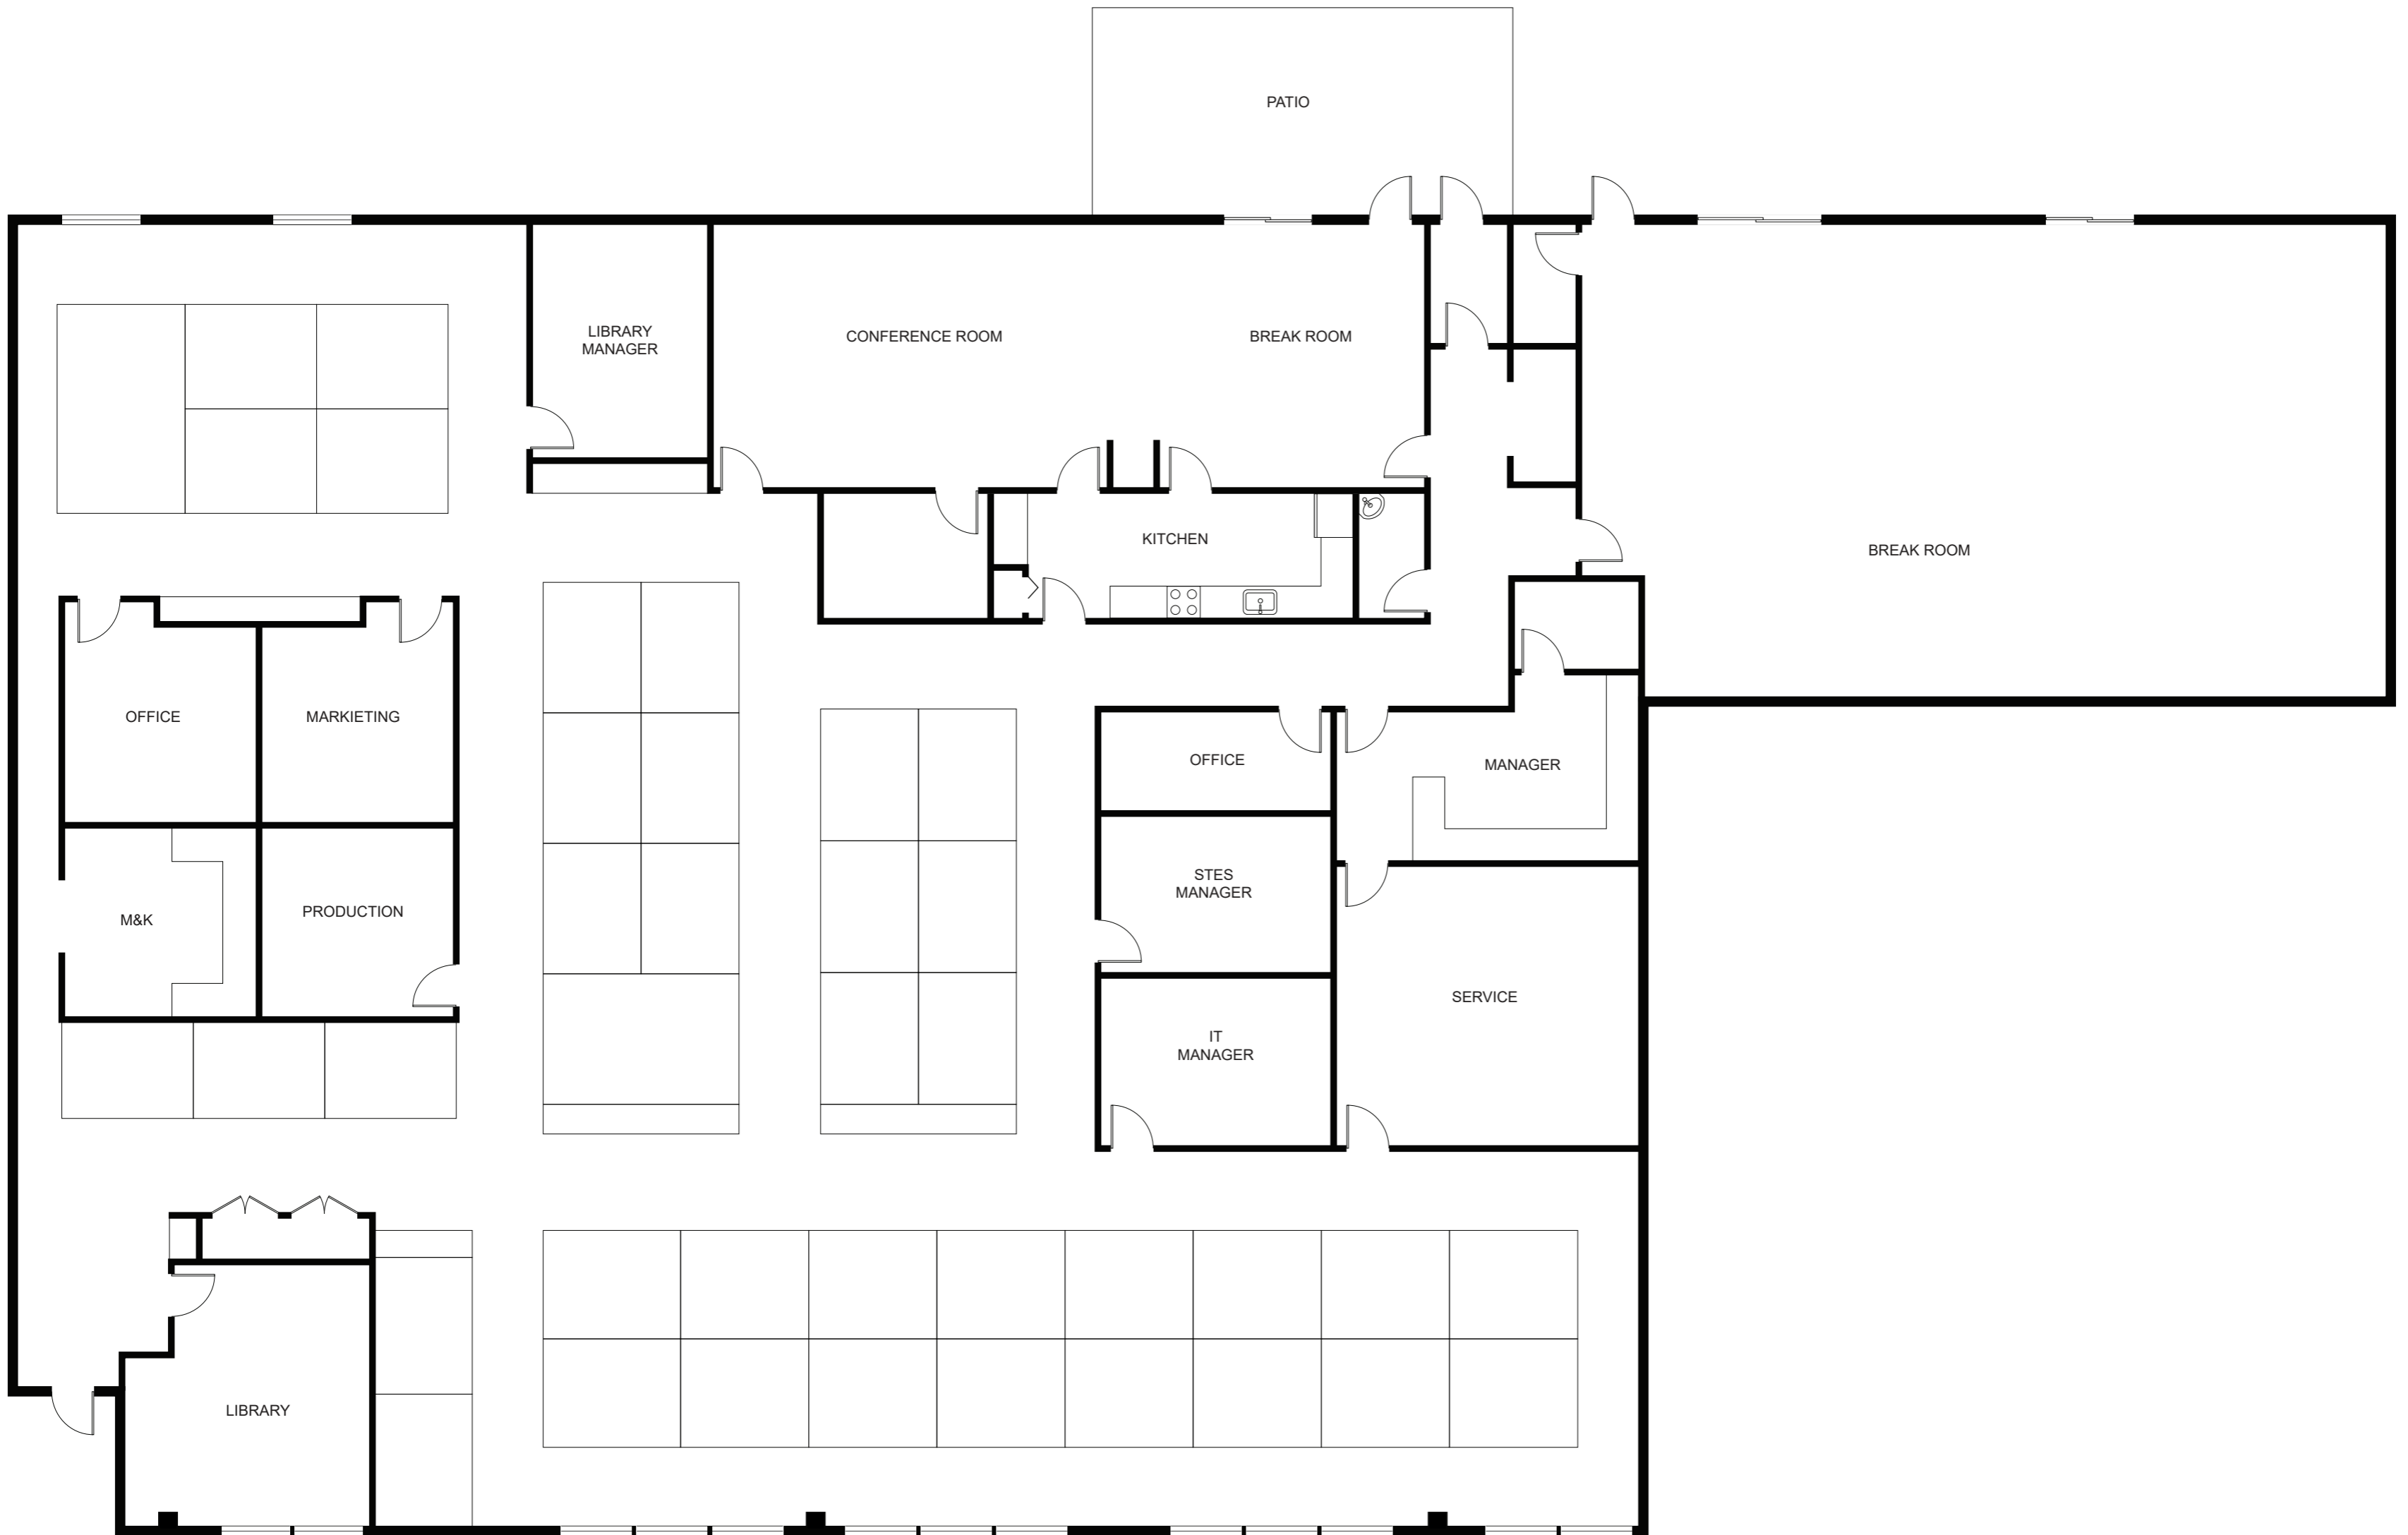 PATIO
LIBRARY
MANAGER
CONFERENCE ROOM
BREAK ROOM
KITCHEN
BREAK ROOM
OFFICE
MARKIETING
OFFICE
MANAGER
STES
MANAGER
M&K
PRODUCTION
SERVICE
IT
MANAGER
LIBRARY